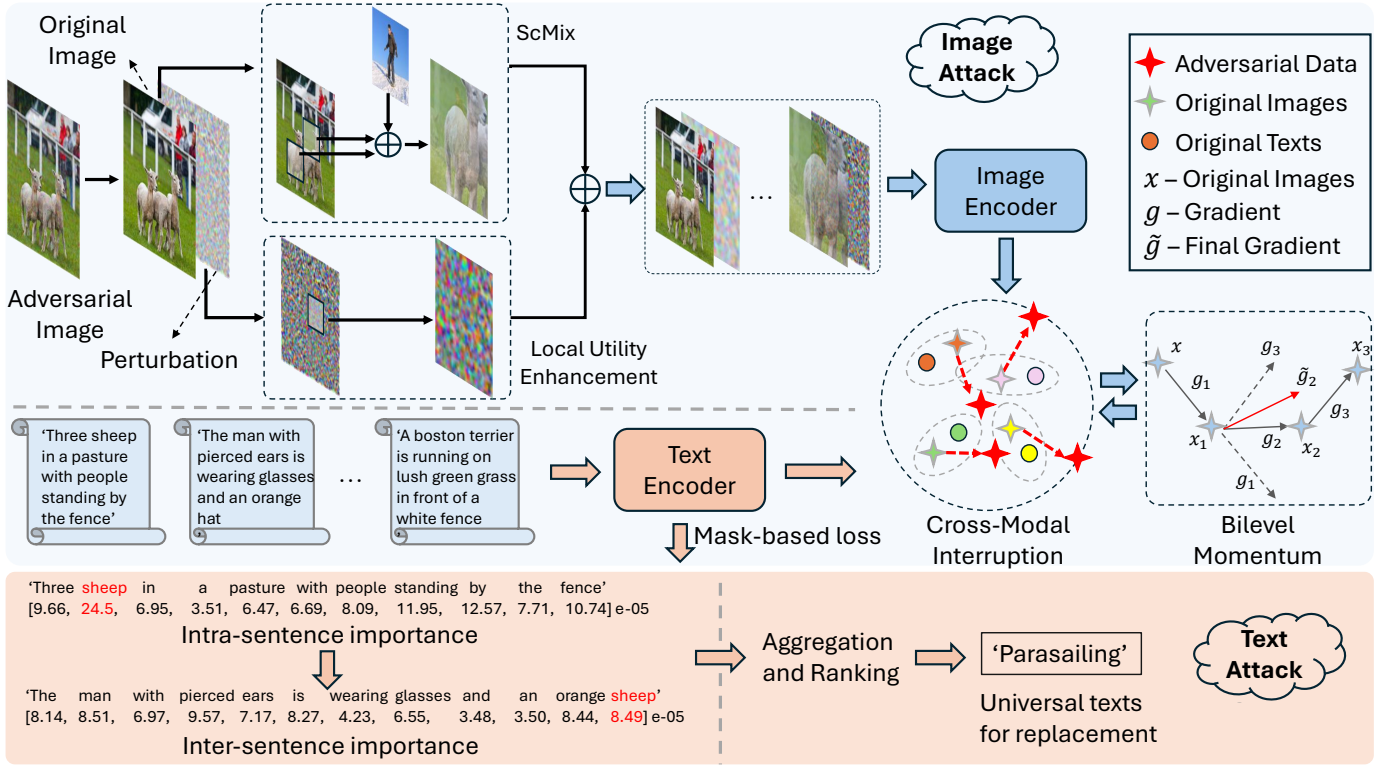 Original
Image
ScMix
Image
Attack
Adversarial Data
Original Images
Original Texts
x – Original Images
g – Gradient
g̃ – Final Gradient
Adversarial
Image
Perturbation
Local Utility
Enhancement
...
Image
Encoder
x
g₁
x₁
g₃
g̃₂
g₂
x₂
g₃
x₃
g₁
Cross-Modal
Interruption
Bilevel
Momentum
‘Three sheep
in a pasture
with people
standing by
the fence’
‘The man with
pierced ears is
wearing glasses
and an orange
hat
’
...
‘A boston terrier
is running on
lush green grass
in front of a
white fence
’
Text
Encoder
Mask-based loss
‘Three sheep in a pasture with people standing by the fence’
[9.66, 24.5, 6.95, 3.51, 6.47, 6.69, 8.09, 11.95, 12.57, 7.71, 10.74] e-05
Intra-sentence importance
‘The man with pierced ears is wearing glasses and an orange sheep’
[8.14, 8.51, 6.97, 9.57, 7.17, 8.27, 4.23, 6.55, 3.48, 3.50, 8.44, 8.49] e-05
Inter-sentence importance
Aggregation
and Ranking
‘Parasailing’
Universal texts
for replacement
Text
Attack